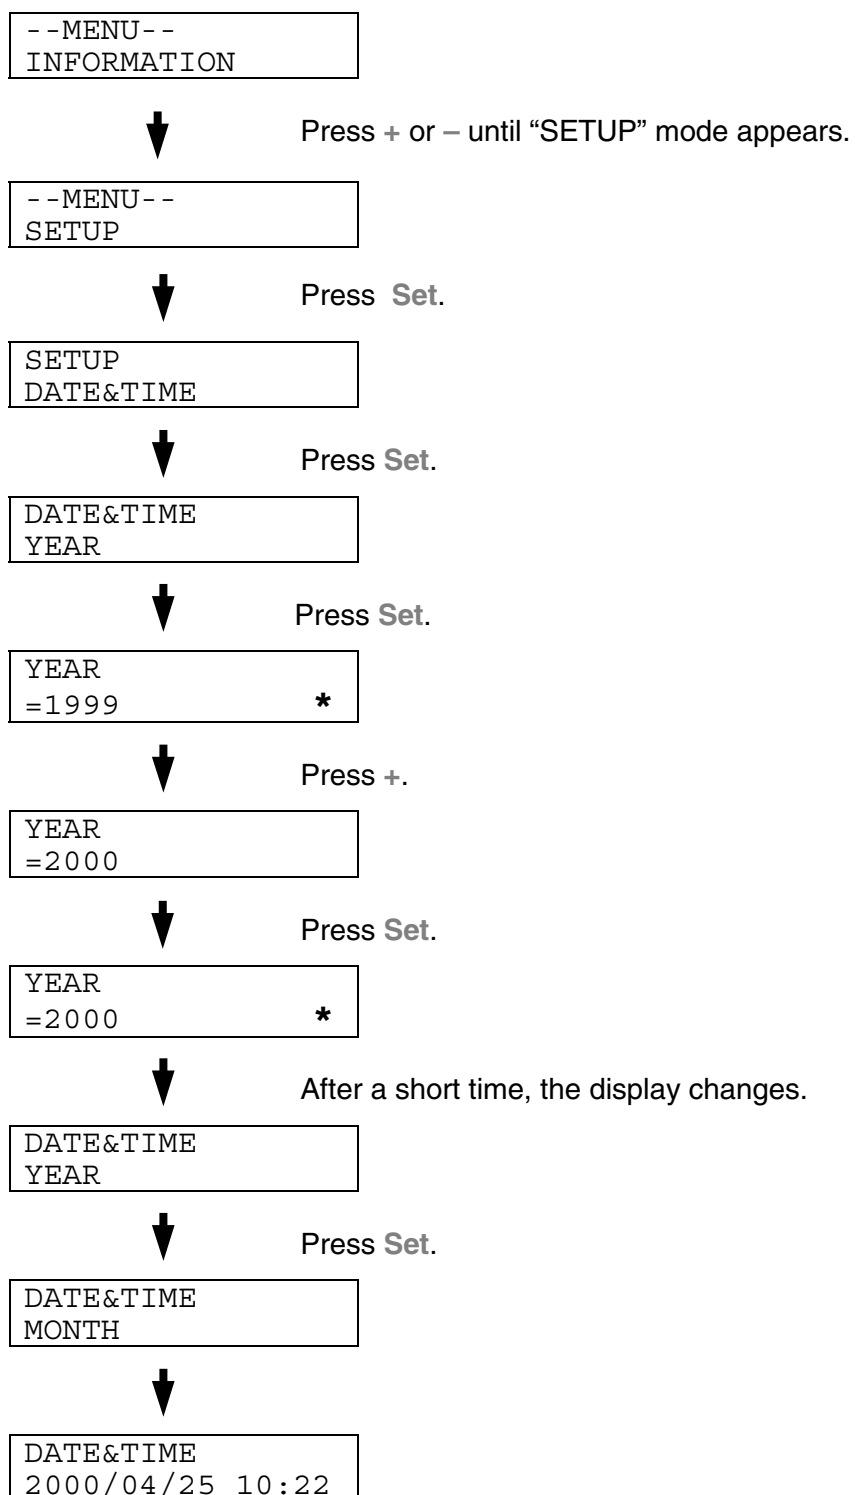 --MENU--
INFORMATION
Press + or – until “SETUP” mode appears.
--MENU--
SETUP
Press Set.
SETUP
DATE&TIME
Press Set.
DATE&TIME
YEAR
Press Set.
YEAR
=1999 *
Press +.
YEAR
=2000
Press Set.
YEAR
=2000 *
After a short time, the display changes.
DATE&TIME
YEAR
Press Set.
DATE&TIME
MONTH
DATE&TIME
2000/04/25 10:22